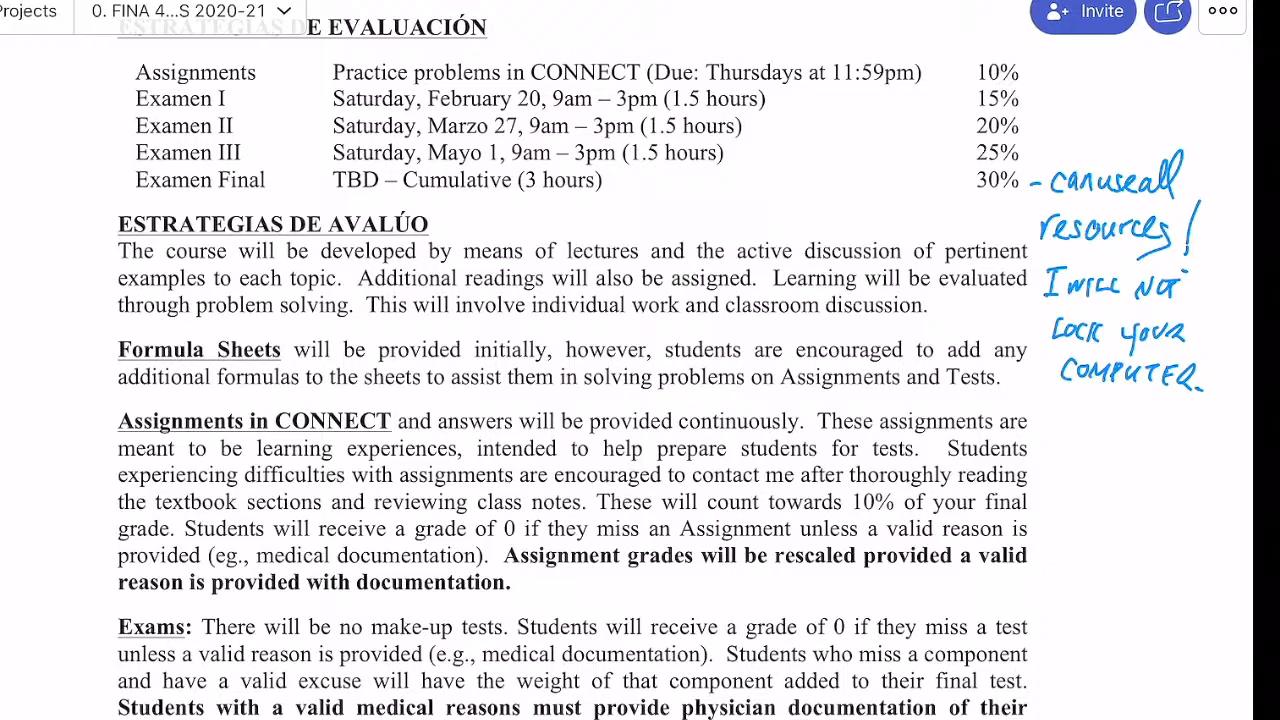 rojects
0. FINA 4...S 2020-21
Invite
ESTRATEGIAS DE EVALUACIÓN
Assignments Practice problems in CONNECT (Due: Thursdays at 11:59pm) 10%
Examen I Saturday, February 20, 9am – 3pm (1.5 hours) 15%
Examen II Saturday, Marzo 27, 9am – 3pm (1.5 hours) 20%
Examen III Saturday, Mayo 1, 9am – 3pm (1.5 hours) 25%
Examen Final TBD – Cumulative (3 hours) 30%
- can use all
resources!
I WILL NOT
LOCK YOUR
COMPUTER.
ESTRATEGIAS DE AVALÚO
The course will be developed by means of lectures and the active discussion of pertinent
examples to each topic. Additional readings will also be assigned. Learning will be evaluated
through problem solving. This will involve individual work and classroom discussion.
Formula Sheets will be provided initially, however, students are encouraged to add any
additional formulas to the sheets to assist them in solving problems on Assignments and Tests.
Assignments in CONNECT and answers will be provided continuously. These assignments are
meant to be learning experiences, intended to help prepare students for tests. Students
experiencing difficulties with assignments are encouraged to contact me after thoroughly reading
the textbook sections and reviewing class notes. These will count towards 10% of your final
grade. Students will receive a grade of 0 if they miss an Assignment unless a valid reason is
provided (eg., medical documentation). Assignment grades will be rescaled provided a valid
reason is provided with documentation.
Exams: There will be no make-up tests. Students will receive a grade of 0 if they miss a test
unless a valid reason is provided (e.g., medical documentation). Students who miss a component
and have a valid excuse will have the weight of that component added to their final test.
Students with a valid medical reasons must provide physician documentation of their